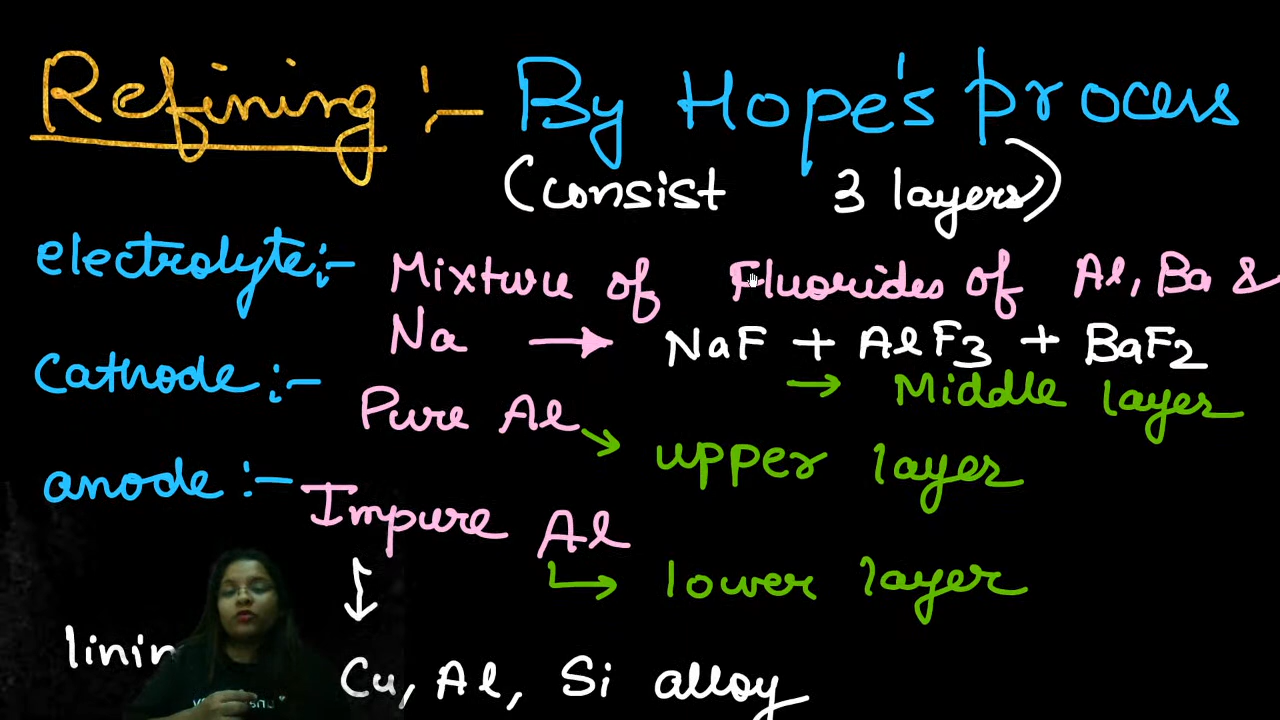 Refining :- By Hope's process
(consist 3 layers)
electrolyte:- Mixture of Fluorides of Al, Ba &
Na → NaF + AlF3 + BaF2
→ Middle layer
Cathode:- Pure Al → upper layer
anode:- Impure Al
↳ lower layer
↓
Cu, Al, Si alloy